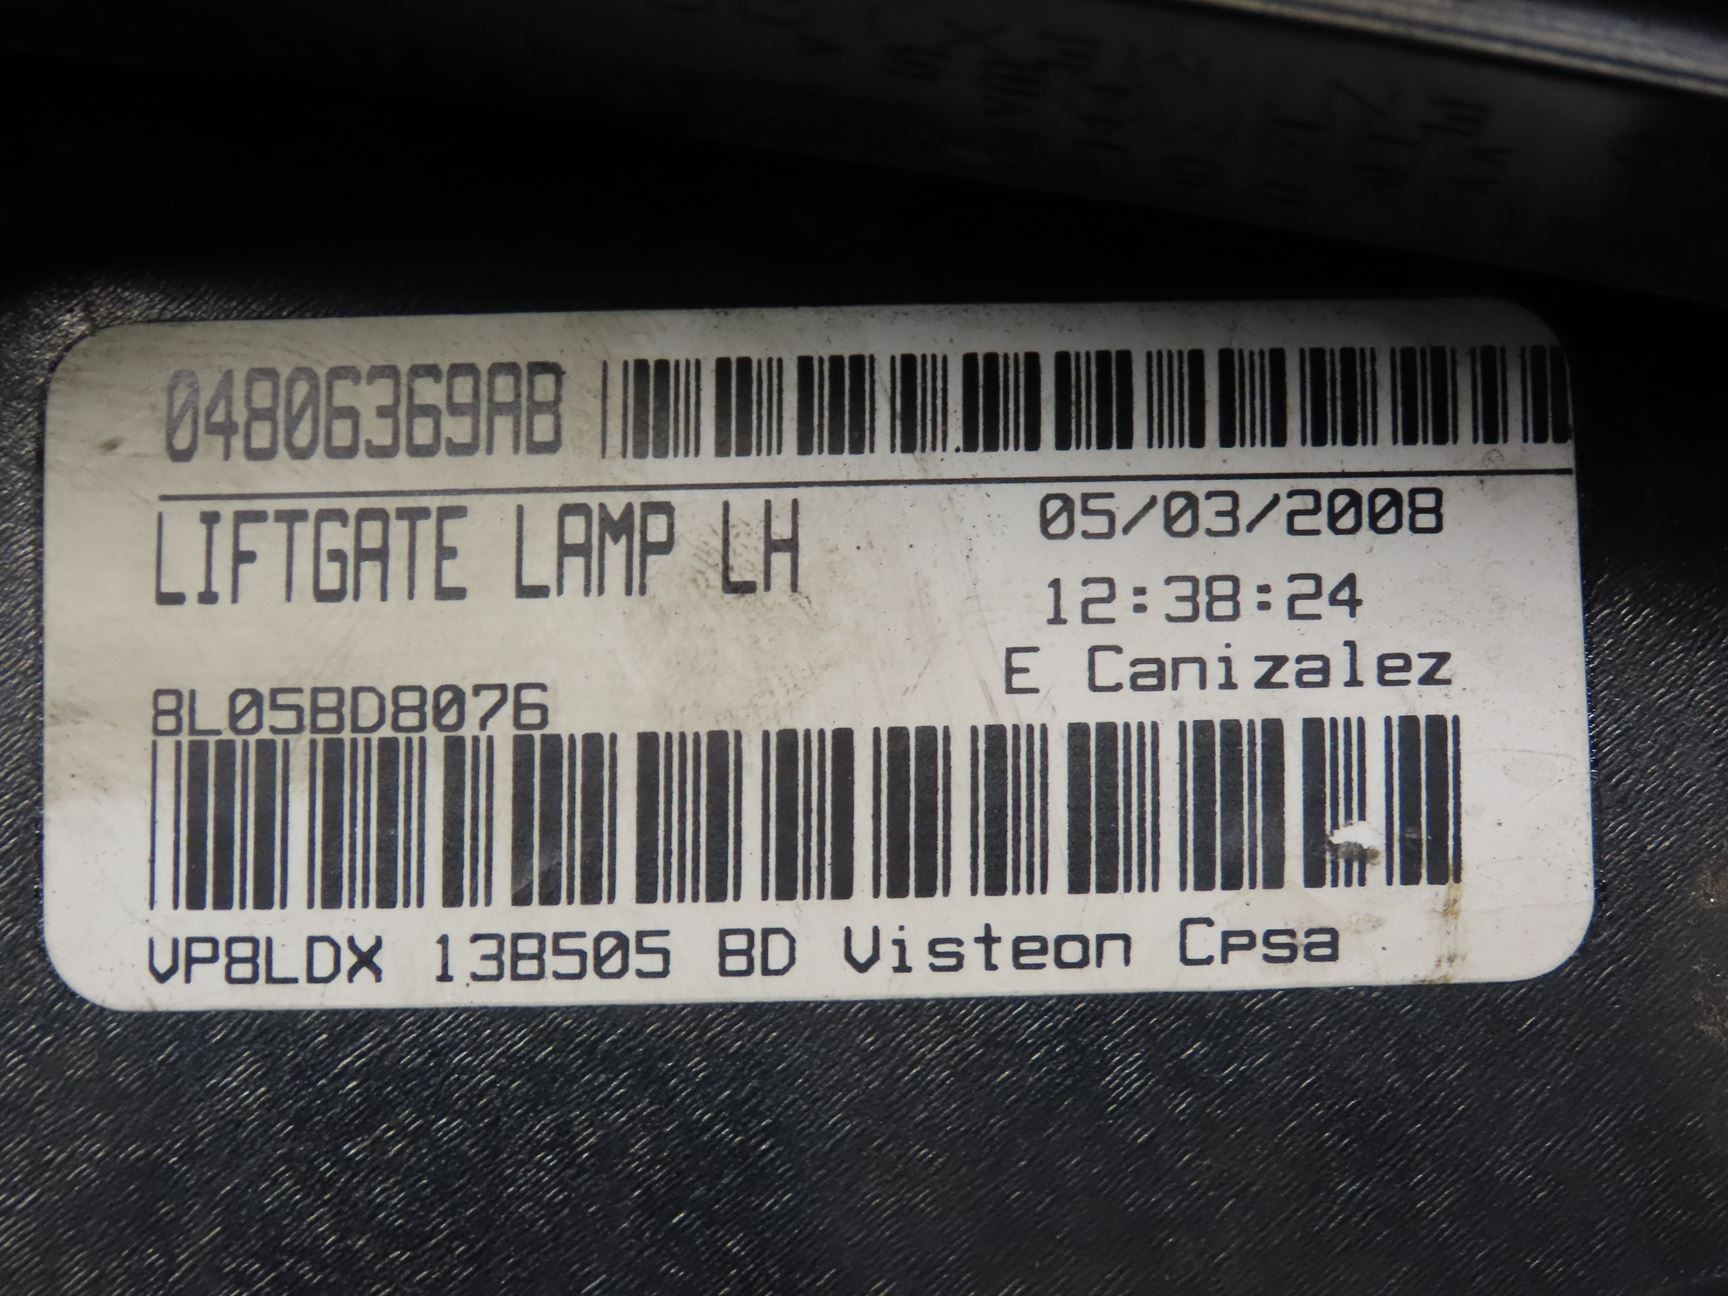 04806369AB
LIFTGATE LAMP LH
05/03/2008
12:38:24
E Canizalez
8L05BD8076
VP8LDX 13B505 BD Visteon Cpsa